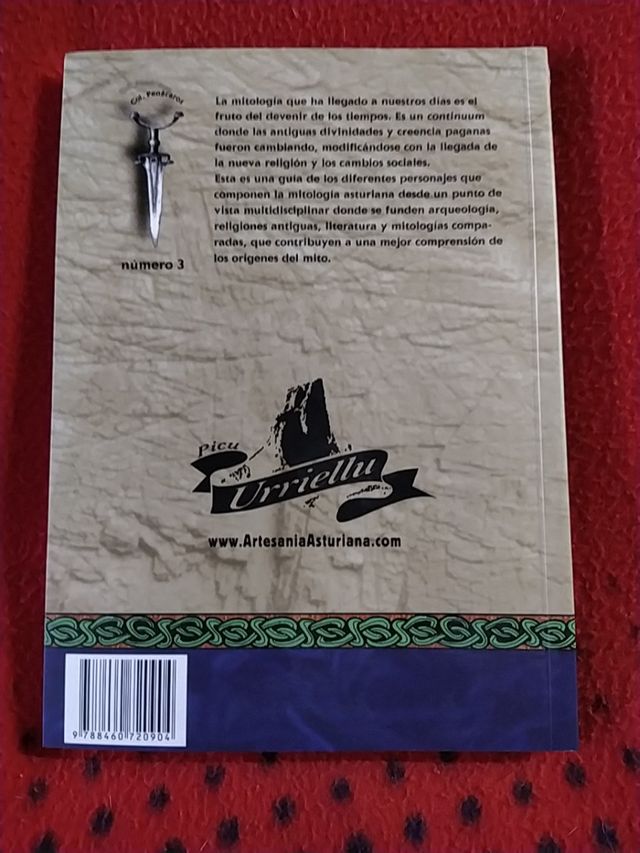 Col. Penáraros
número 3
La mitología que ha llegado a nuestros días es el
fruto del devenir de los tiempos. Es un continuum
donde las antiguas divinidades y creencia paganas
fueron cambiando, modificándose con la llegada de
la nueva religión y los cambios sociales.
Esta es una guía de los diferentes personajes que
componen la mitología asturiana desde un punto de
vista multidisciplinar donde se funden arqueología,
religiones antiguas, literatura y mitologías compa-
radas, que contribuyen a una mejor comprensión de
los orígenes del mito.
Picu
Urriellu
www.ArtesaniaAsturiana.com
9 788460 720904